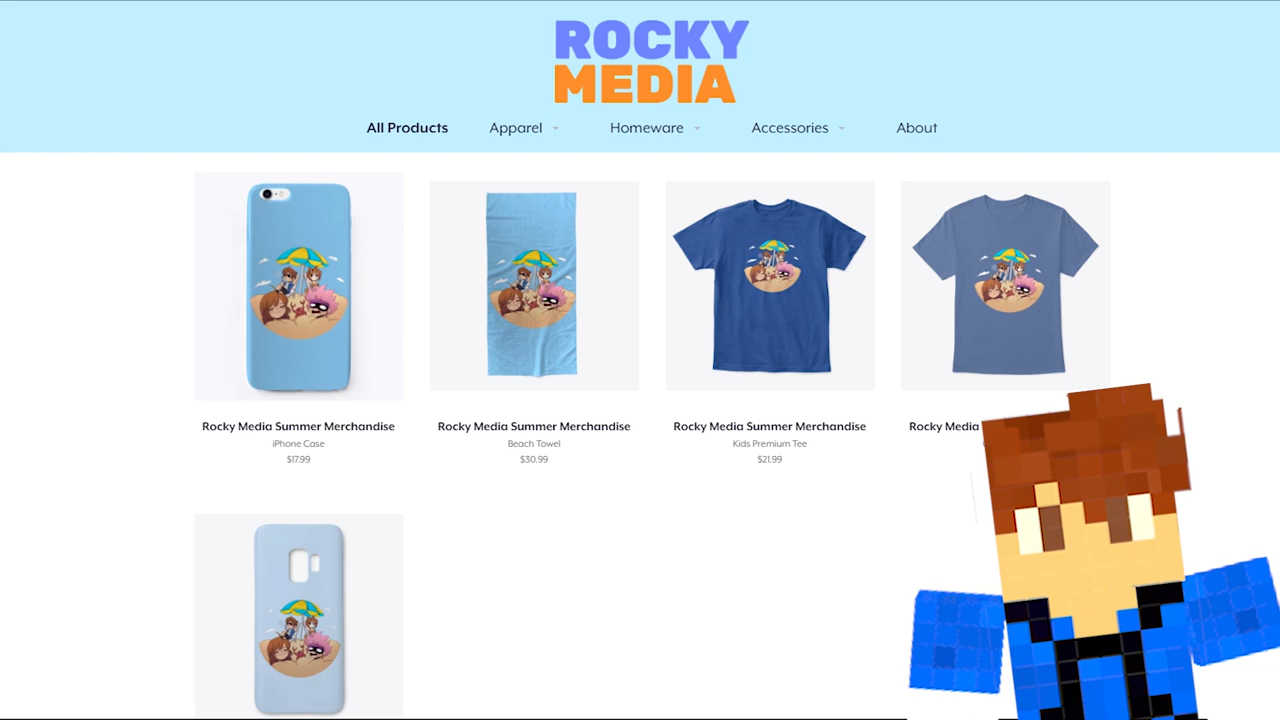 ROCKY
MEDIA
All Products
Apparel
Homeware
Accessories
About
Rocky Media Summer Merchandise
iPhone Case
$17.99
Rocky Media Summer Merchandise
Beach Towel
$30.99
Rocky Media Summer Merchandise
Kids Premium Tee
$21.99
Rocky Media